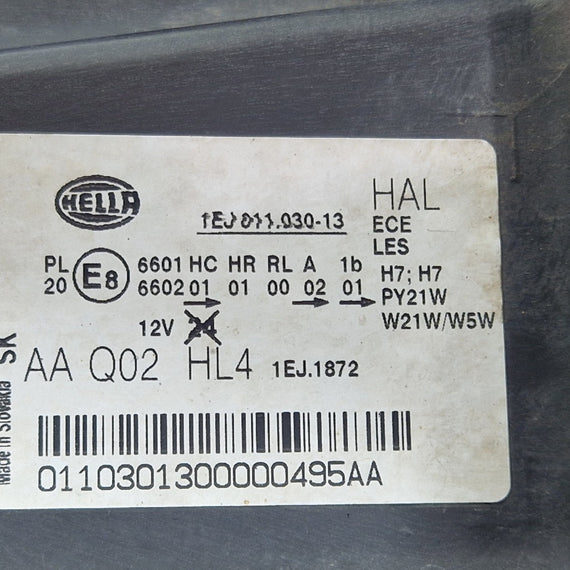 HELLA
1EJ 011.030-13
HAL
ECE
LES
PL E8 6601 HC HR RL A 1b
20 6602 01 01 00 02 01
H7; H7
PY21W
W21W/W5W
12V 24
AA Q02 HL4 1EJ.1872
01103013000000495AA
Made in Slovakia
SK